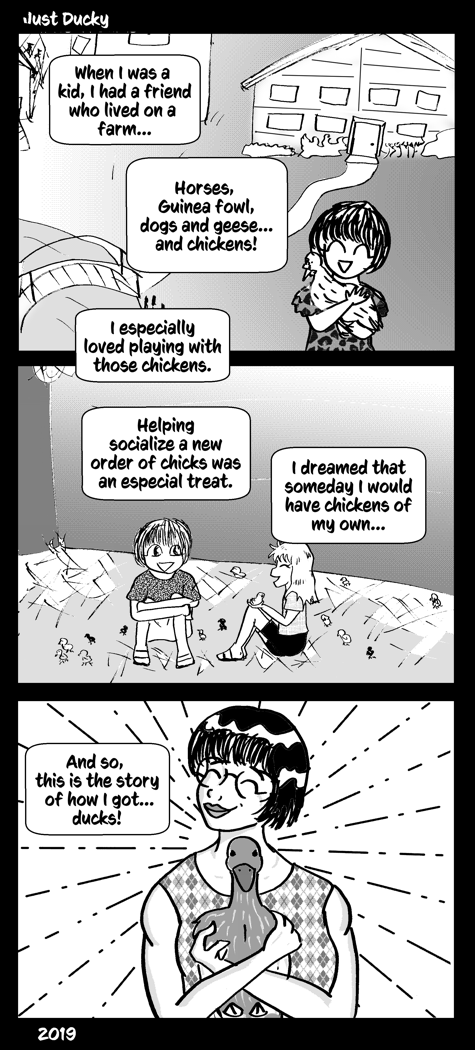 Just Ducky
When I was a
kid, I had a friend
who lived on a
farm...
Horses,
Guinea fowl,
dogs and geese...
and chickens!
I especially
loved playing with
those chickens.
Helping
socialize a new
order of chicks was
an especial treat.
I dreamed that
someday I would
have chickens of
my own...
And so,
this is the story
of how I got...
ducks!
2019